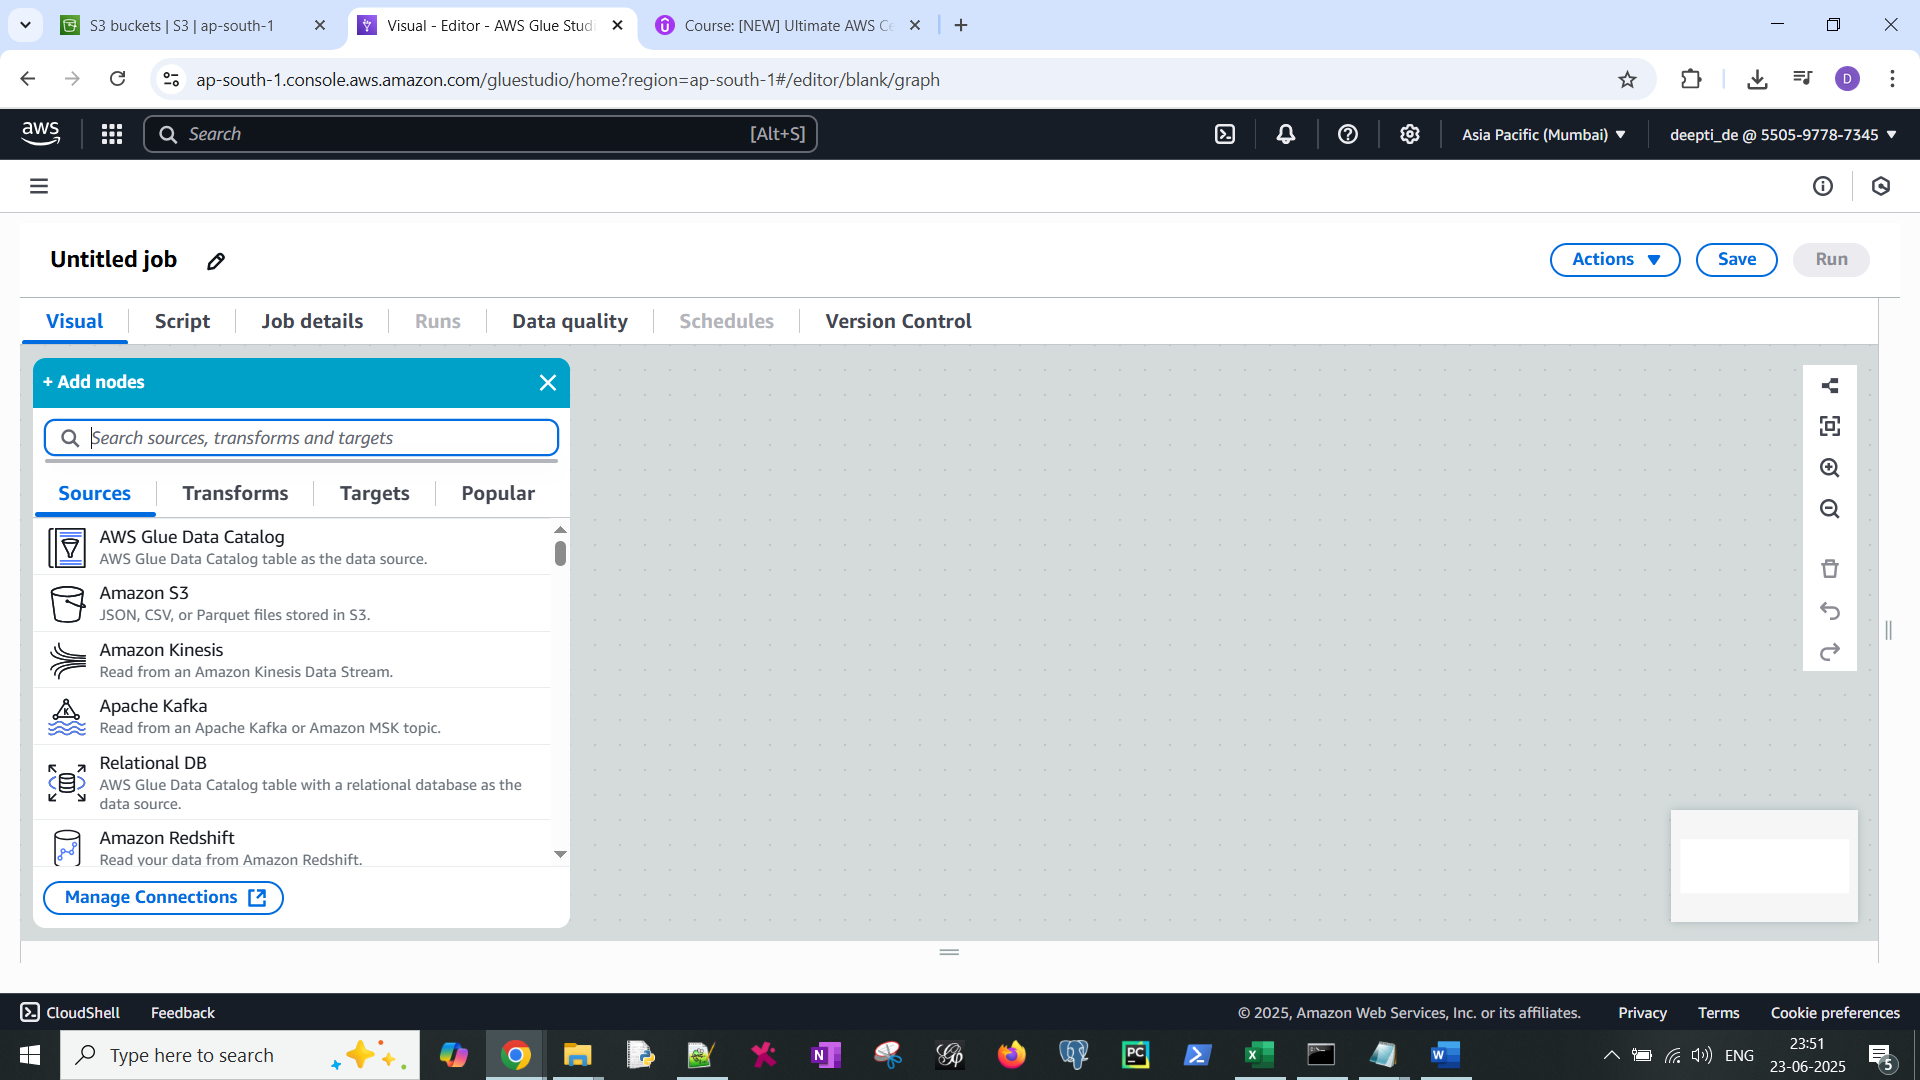 S3 buckets | S3 | ap-south-1
Visual - Editor - AWS Glue Studi
Course: [NEW] Ultimate AWS Ce
ap-south-1.console.aws.amazon.com/gluestudio/home?region=ap-south-1#/editor/blank/graph
D
aws
Search
[Alt+S]
Asia Pacific (Mumbai)
deepti_de @ 5505-9778-7345
Untitled job
Actions
Save
Run
Visual
Script
Job details
Runs
Data quality
Schedules
Version Control
+ Add nodes
Search sources, transforms and targets
Sources
Transforms
Targets
Popular
AWS Glue Data Catalog
AWS Glue Data Catalog table as the data source.
Amazon S3
JSON, CSV, or Parquet files stored in S3.
Amazon Kinesis
Read from an Amazon Kinesis Data Stream.
Apache Kafka
Read from an Apache Kafka or Amazon MSK topic.
Relational DB
AWS Glue Data Catalog table with a relational database as the
data source.
Amazon Redshift
Read your data from Amazon Redshift.
Manage Connections
CloudShell
Feedback
© 2025, Amazon Web Services, Inc. or its affiliates.
Privacy
Terms
Cookie preferences
Type here to search
ENG
23:51
23-06-2025
5